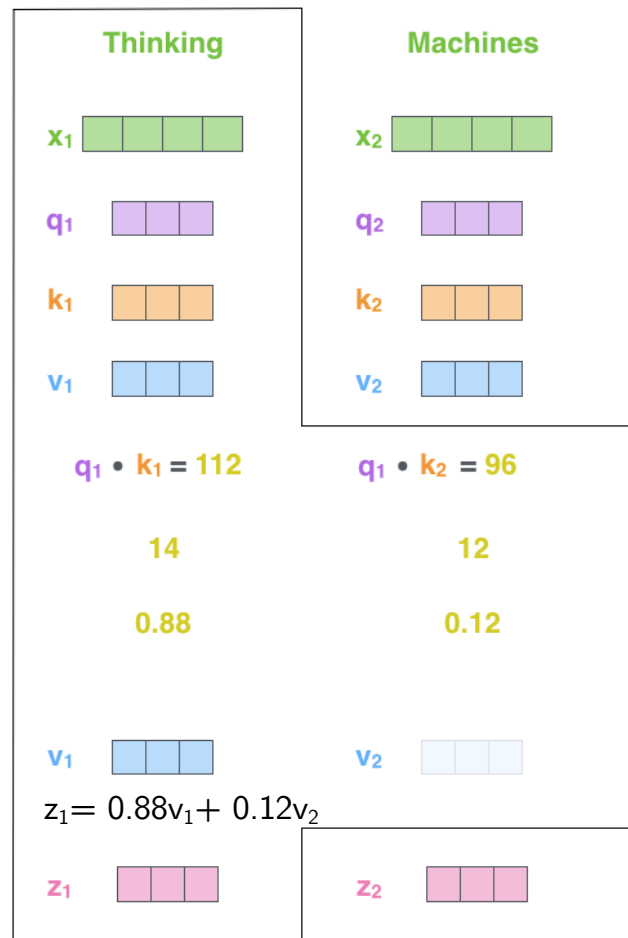 Thinking Machines
x₁ x₂
q₁ q₂
k₁ k₂
v₁ v₂
q₁ • k₁ = 112 q₁ • k₂ = 96
14 12
0.88 0.12
v₁ v₂
z₁= 0.88v₁+ 0.12v₂
z₁ z₂